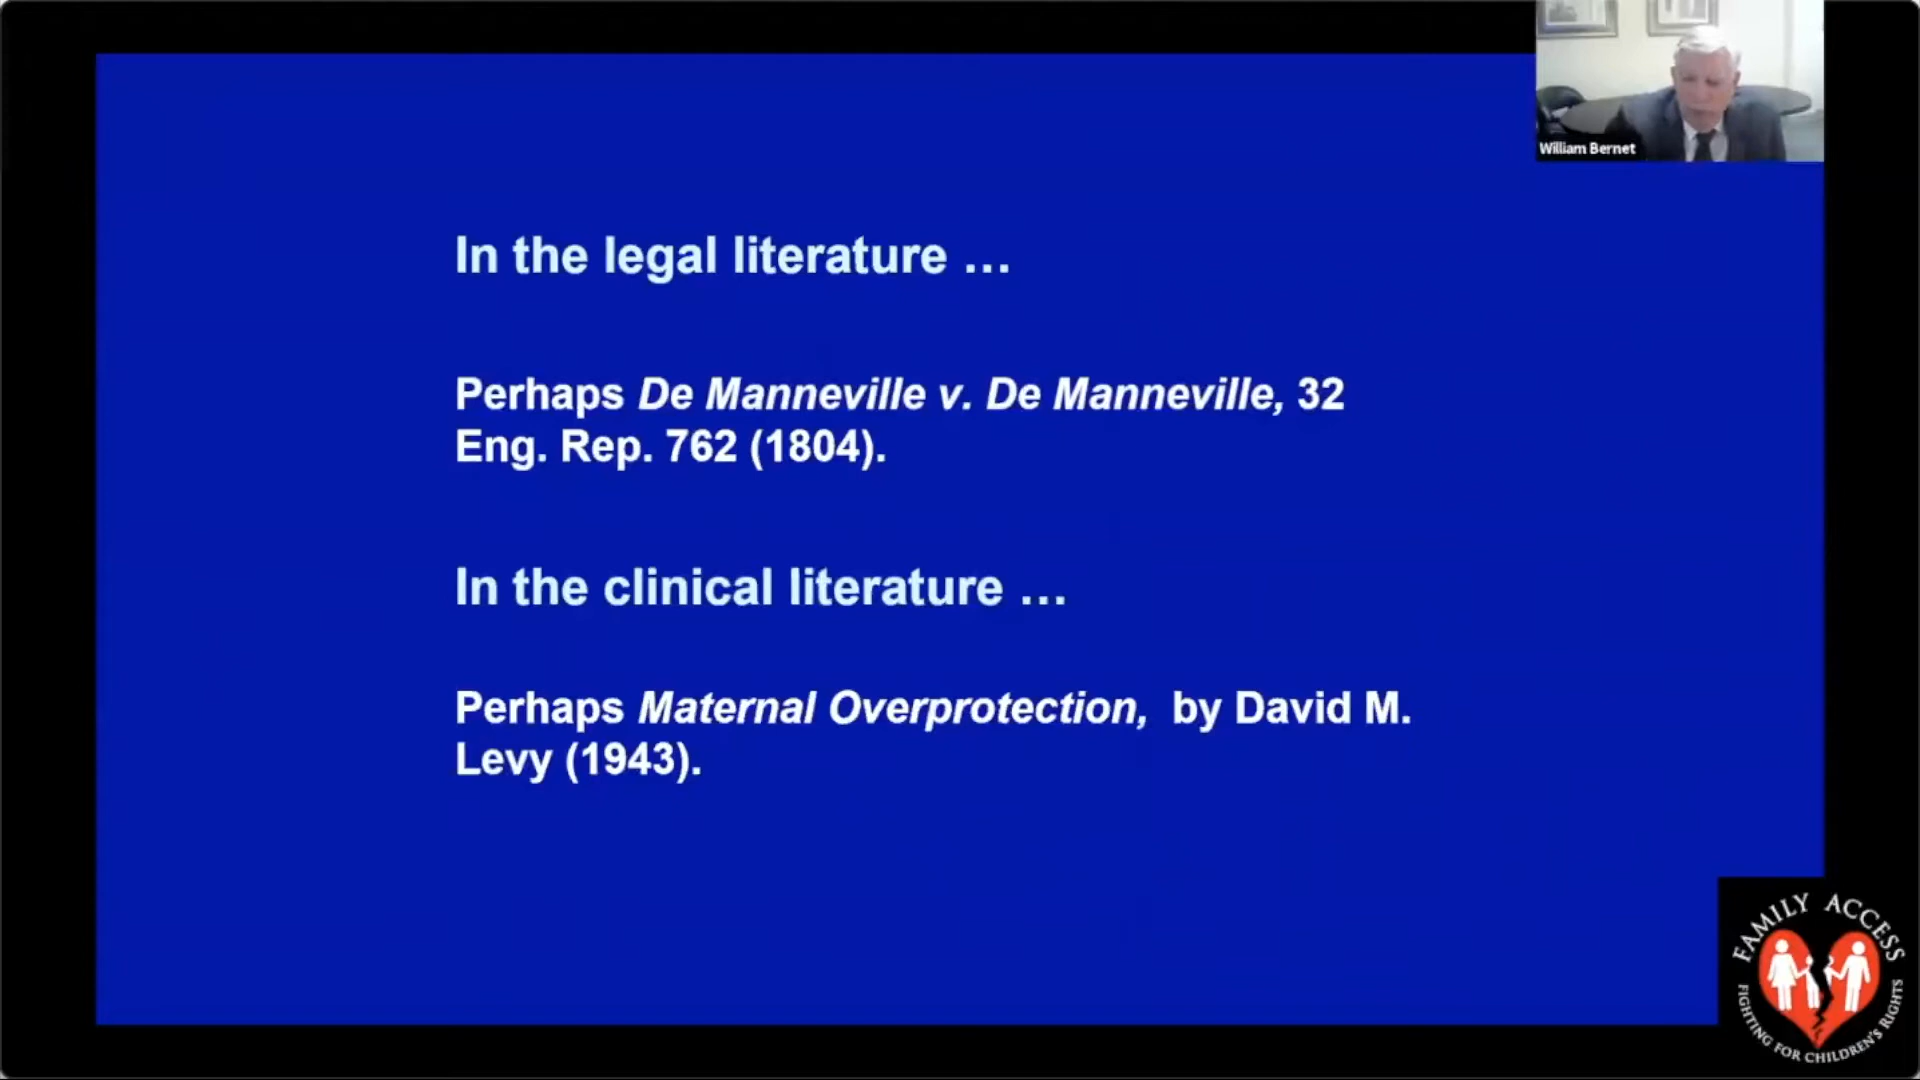 William Bernet
In the legal literature …
Perhaps De Manneville v. De Manneville, 32
Eng. Rep. 762 (1804).
In the clinical literature …
Perhaps Maternal Overprotection, by David M.
Levy (1943).
FAMILY ACCESS
FIGHTING FOR CHILDREN'S RIGHTS